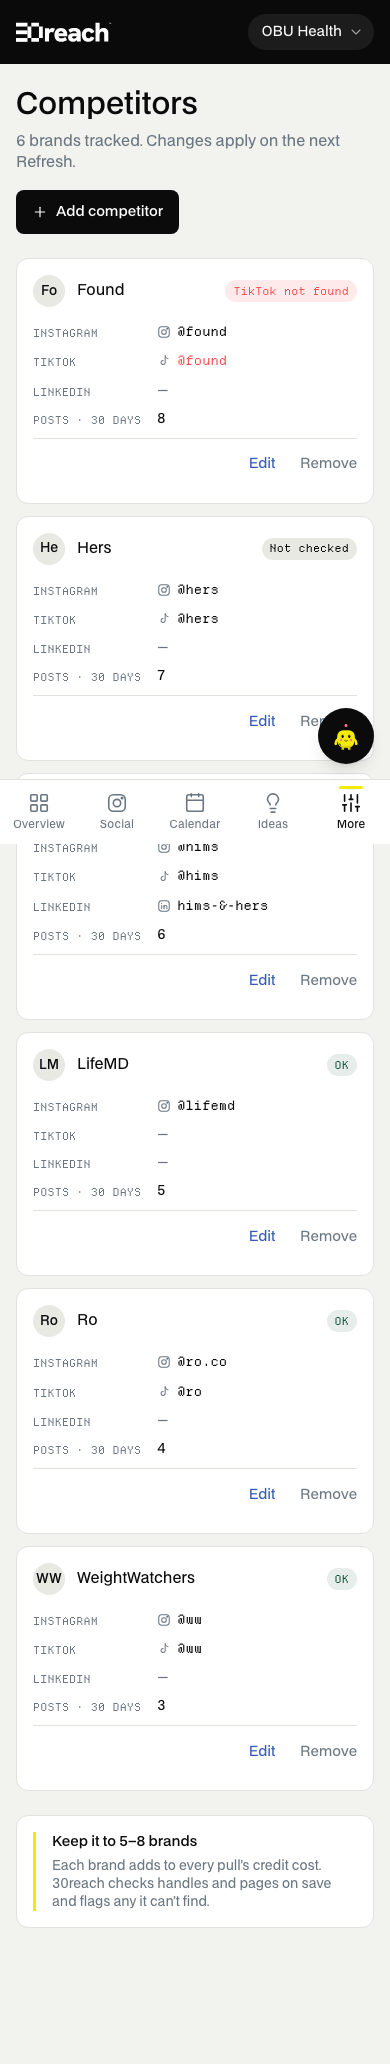 30reach
OBU Health
Competitors
6 brands tracked. Changes apply on the next
Refresh.
+ Add competitor
Fo Found TikTok not found
INSTAGRAM @found
TIKTOK @found
LINKEDIN —
POSTS · 30 DAYS 8
Edit Remove
He Hers Not checked
INSTAGRAM @hers
TIKTOK @hers
LINKEDIN —
POSTS · 30 DAYS 7
Edit
Overview Social Calendar Ideas More
INSTAGRAM @hims
TIKTOK @hims
LINKEDIN hims-&-hers
POSTS · 30 DAYS 6
Edit Remove
LM LifeMD OK
INSTAGRAM @lifemd
TIKTOK —
LINKEDIN —
POSTS · 30 DAYS 5
Edit Remove
Ro Ro OK
INSTAGRAM @ro.co
TIKTOK @ro
LINKEDIN —
POSTS · 30 DAYS 4
Edit Remove
WW WeightWatchers OK
INSTAGRAM @ww
TIKTOK @ww
LINKEDIN —
POSTS · 30 DAYS 3
Edit Remove
Keep it to 5–8 brands
Each brand adds to every pull's credit cost.
30reach checks handles and pages on save
and flags any it can't find.